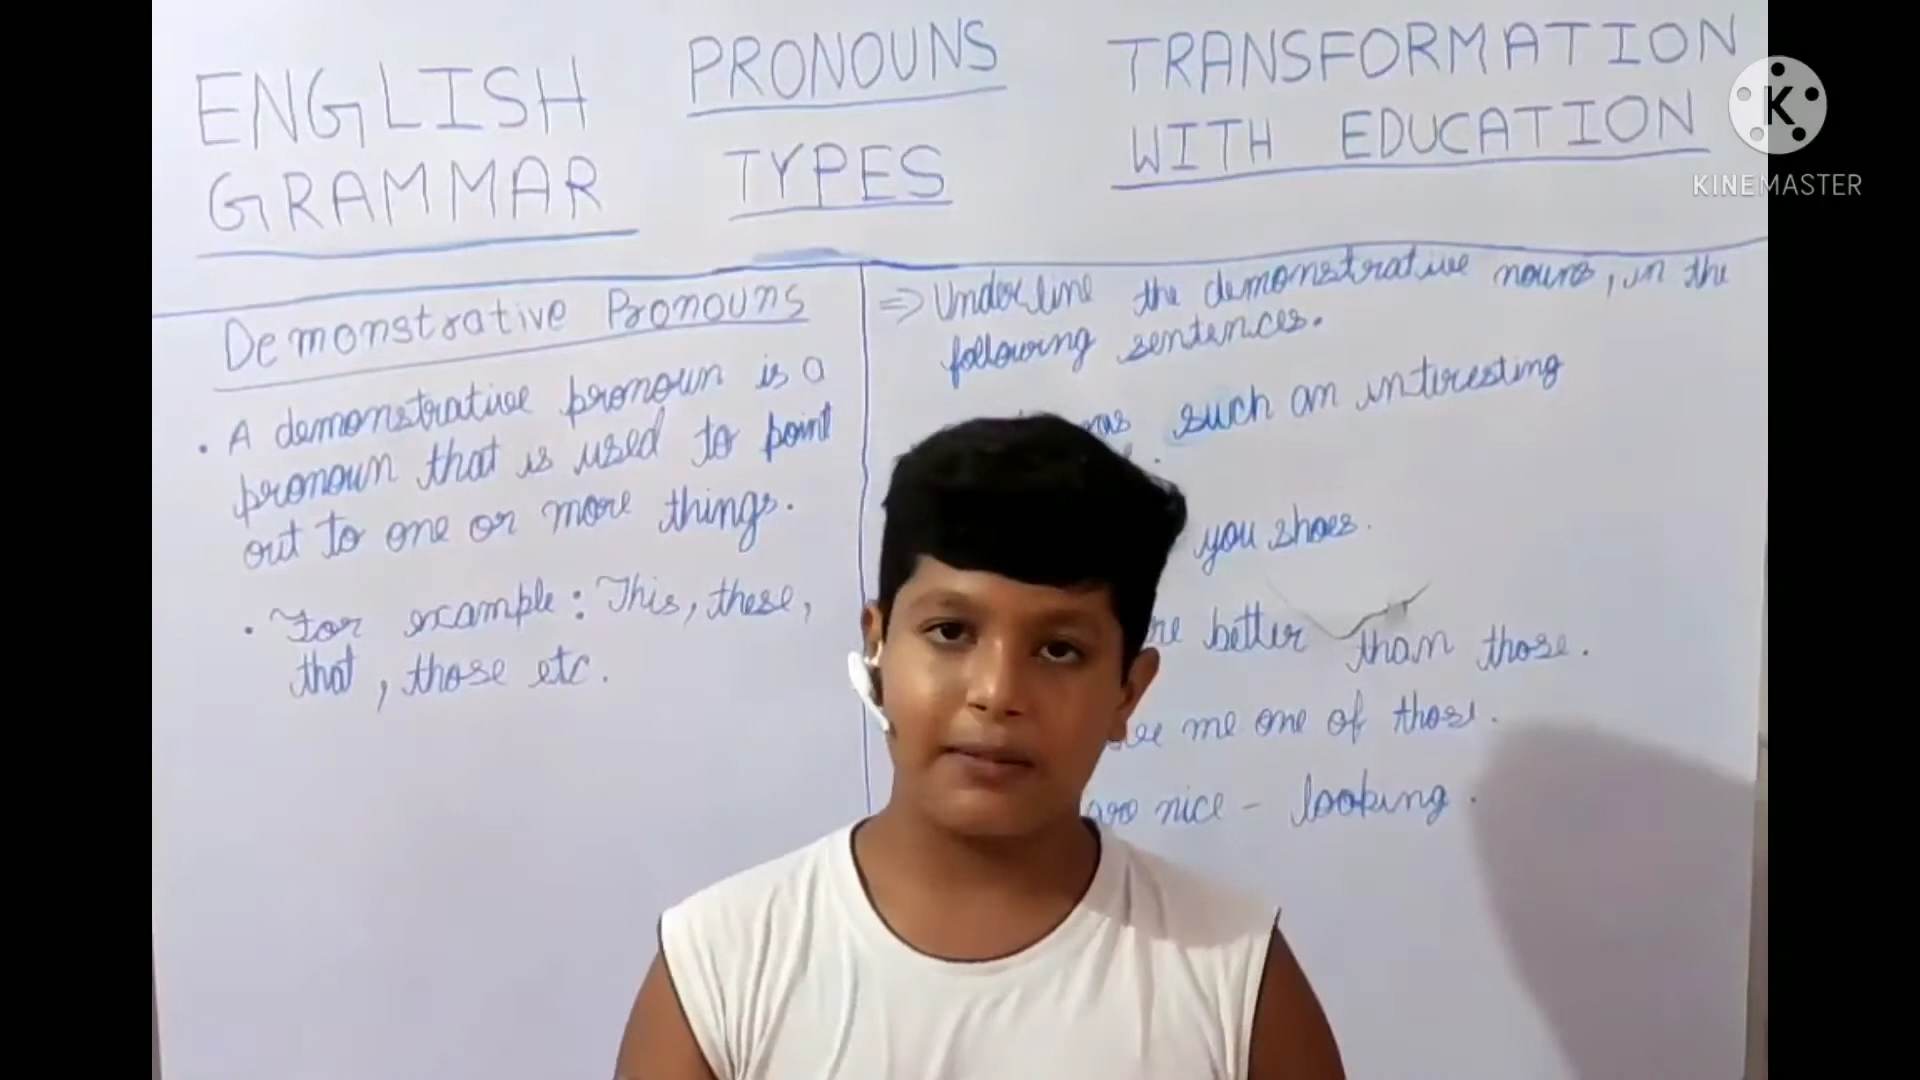 ENGLISH
GRAMMAR
PRONOUNS
TYPES
TRANSFORMATION
WITH EDUCATION
K
KINEMASTER
Demonstrative Pronouns
• A demonstrative pronoun is a
pronoun that is used to point
out to one or more things.
• For example: This, these,
that, those etc.
⇒ Underline the demonstrative nouns, in the
following sentences.
such an interesting
you shoes.
better than those.
me one of those.
are nice - looking.